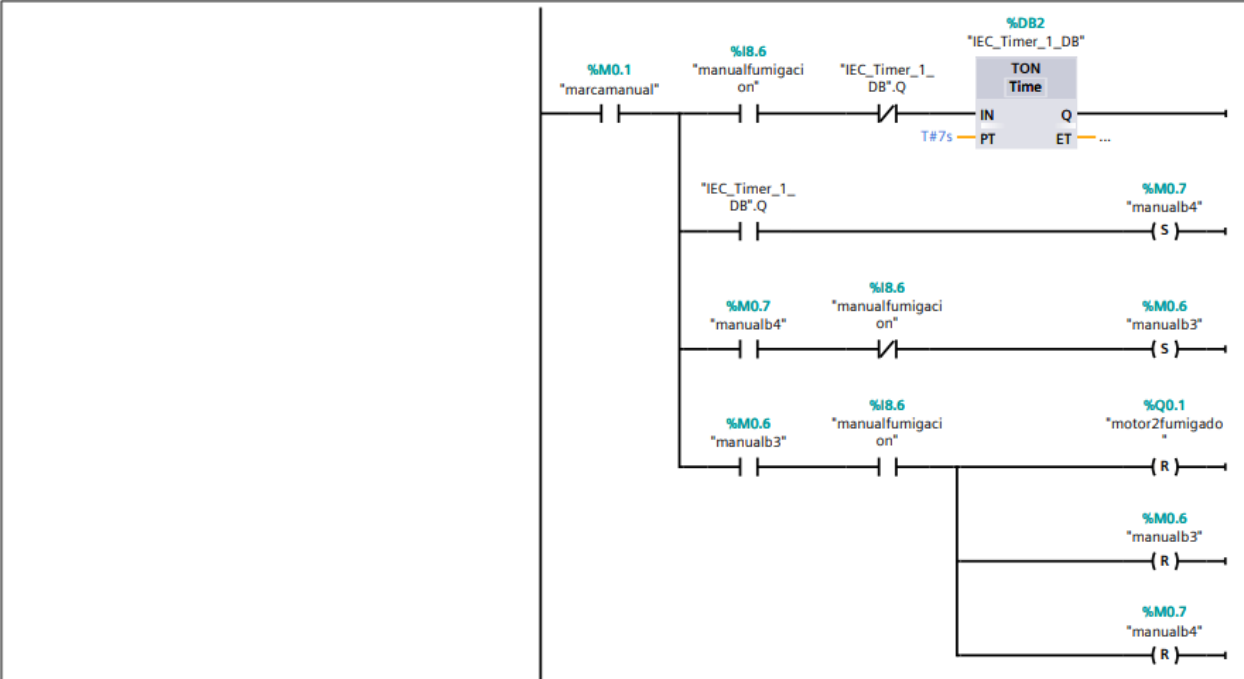 %DB2
"IEC_Timer_1_DB"
%M0.1
"marcamanual"
%I8.6
"manualfumigaci
on"
"IEC_Timer_1_
DB".Q
TON
Time
IN Q
T#7s PT ET ...
"IEC_Timer_1_
DB".Q
%M0.7
"manualb4"
S
%M0.7
"manualb4"
%I8.6
"manualfumigaci
on"
%M0.6
"manualb3"
S
%M0.6
"manualb3"
%I8.6
"manualfumigaci
on"
%Q0.1
"motor2fumigado
"
R
%M0.6
"manualb3"
R
%M0.7
"manualb4"
R